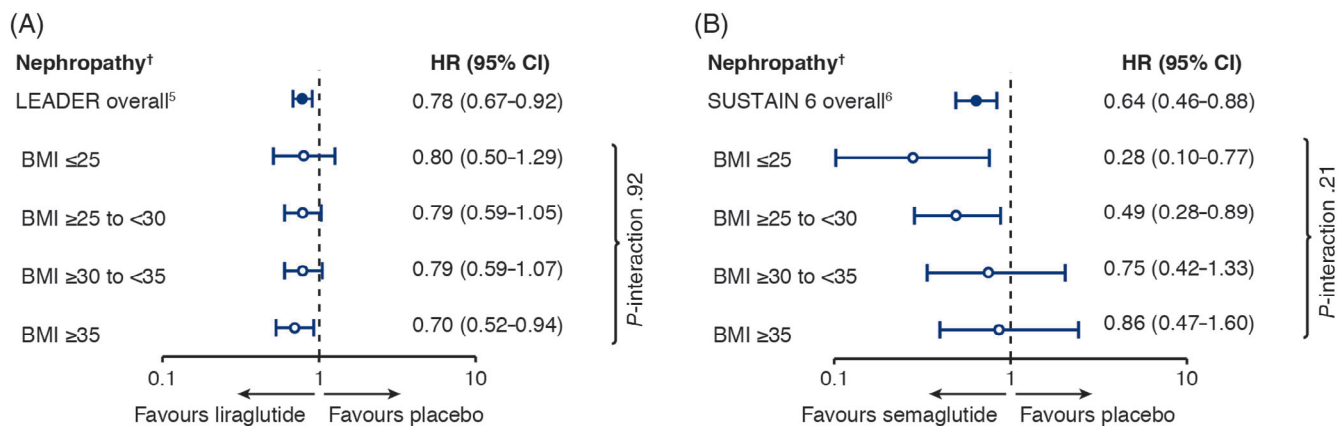 (A)
Nephropathy† HR (95% CI)
LEADER overall⁵ 0.78 (0.67–0.92)
BMI ≤25 0.80 (0.50–1.29)
BMI ≥25 to <30 0.79 (0.59–1.05)
BMI ≥30 to <35 0.79 (0.59–1.07)
BMI ≥35 0.70 (0.52–0.94)
P-interaction .92
0.1 1 10
Favours liraglutide Favours placebo
(B)
Nephropathy† HR (95% CI)
SUSTAIN 6 overall⁶ 0.64 (0.46–0.88)
BMI ≤25 0.28 (0.10–0.77)
BMI ≥25 to <30 0.49 (0.28–0.89)
BMI ≥30 to <35 0.75 (0.42–1.33)
BMI ≥35 0.86 (0.47–1.60)
P-interaction .21
0.1 1 10
Favours semaglutide Favours placebo